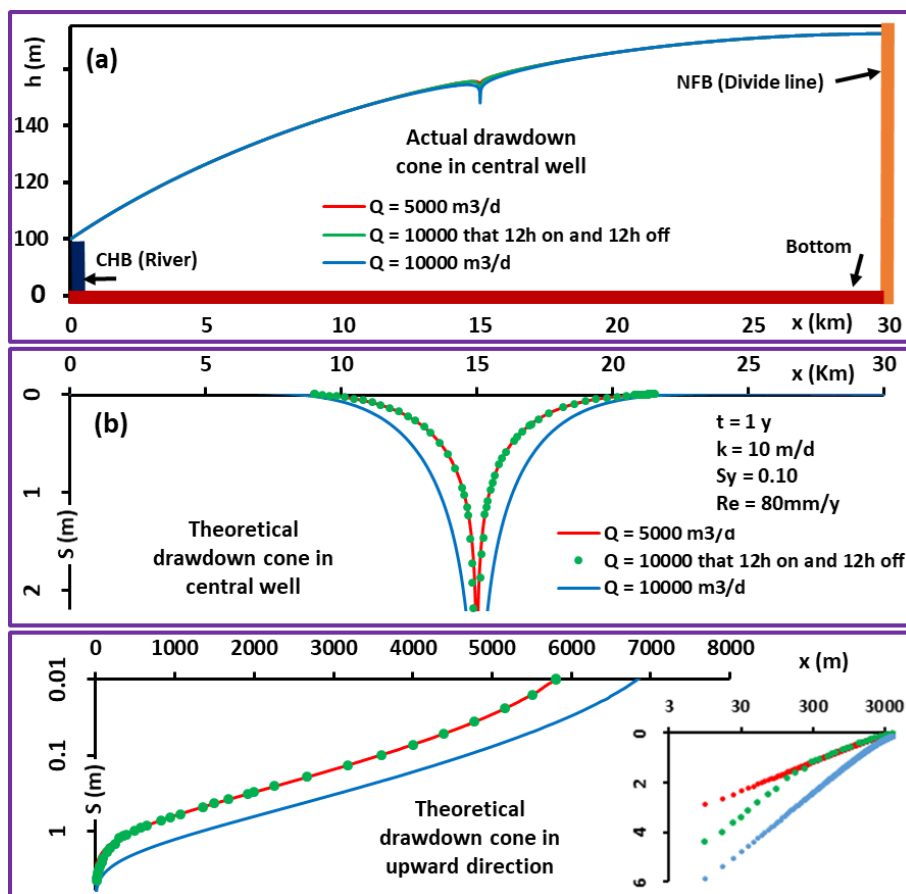 h (m)
(a)
NFB (Divide line)
140
120
100
0
Actual drawdown
cone in central well
Q = 5000 m3/d
Q = 10000 that 12h on and 12h off
Q = 10000 m3/d
CHB (River)
Bottom
0 5 10 15 20 25 30
x (km)
0 5 10 15 20 25 30
x (Km)
0
(b)
1
2
S (m)
t = 1 y
k = 10 m/d
Sy = 0.10
Re = 80mm/y
Theoretical
drawdown cone in
central well
Q = 5000 m3/d
Q = 10000 that 12h on and 12h off
Q = 10000 m3/d
0 1000 2000 3000 4000 5000 6000 7000 8000
x (m)
0.01
0.1
1
S (m)
Theoretical
drawdown cone in
upward direction
3 30 300 3000
0
2
4
6